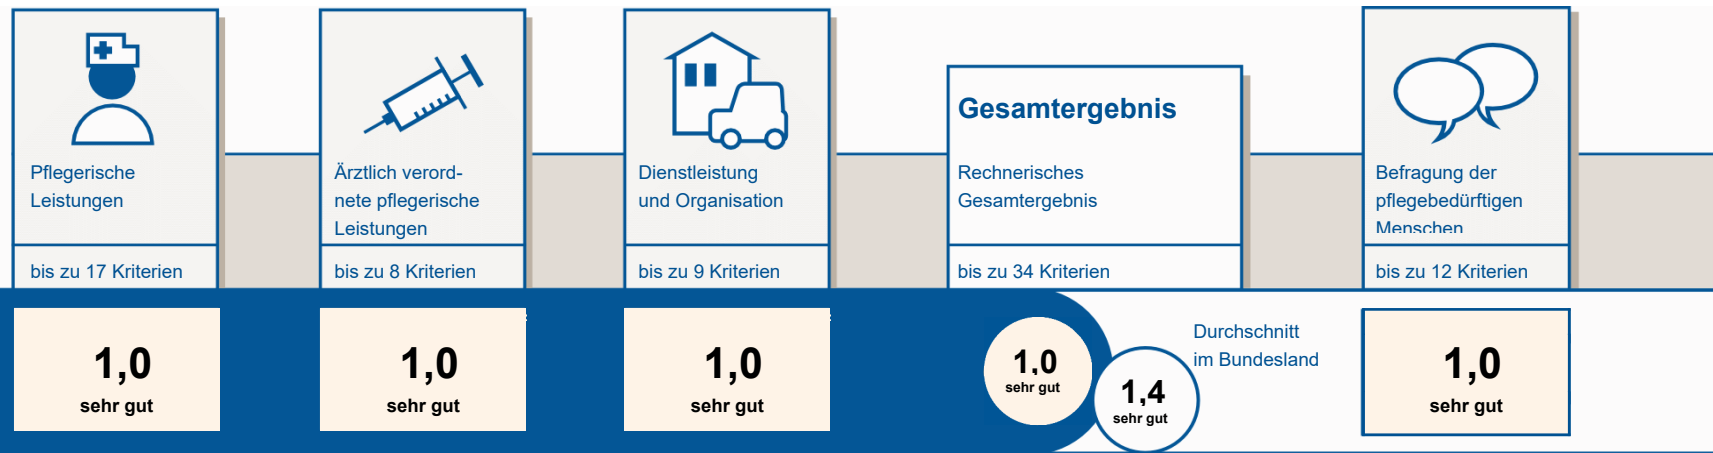 Pflegerische
Leistungen
bis zu 17 Kriterien
1,0
sehr gut
Ärztlich verord-
nete pflegerische
Leistungen
bis zu 8 Kriterien
1,0
sehr gut
Dienstleistung
und Organisation
bis zu 9 Kriterien
1,0
sehr gut
Gesamtergebnis
Rechnerisches
Gesamtergebnis
bis zu 34 Kriterien
1,0
sehr gut
1,4
sehr gut
Durchschnitt
im Bundesland
Befragung der
pflegebedürftigen
Menschen
bis zu 12 Kriterien
1,0
sehr gut